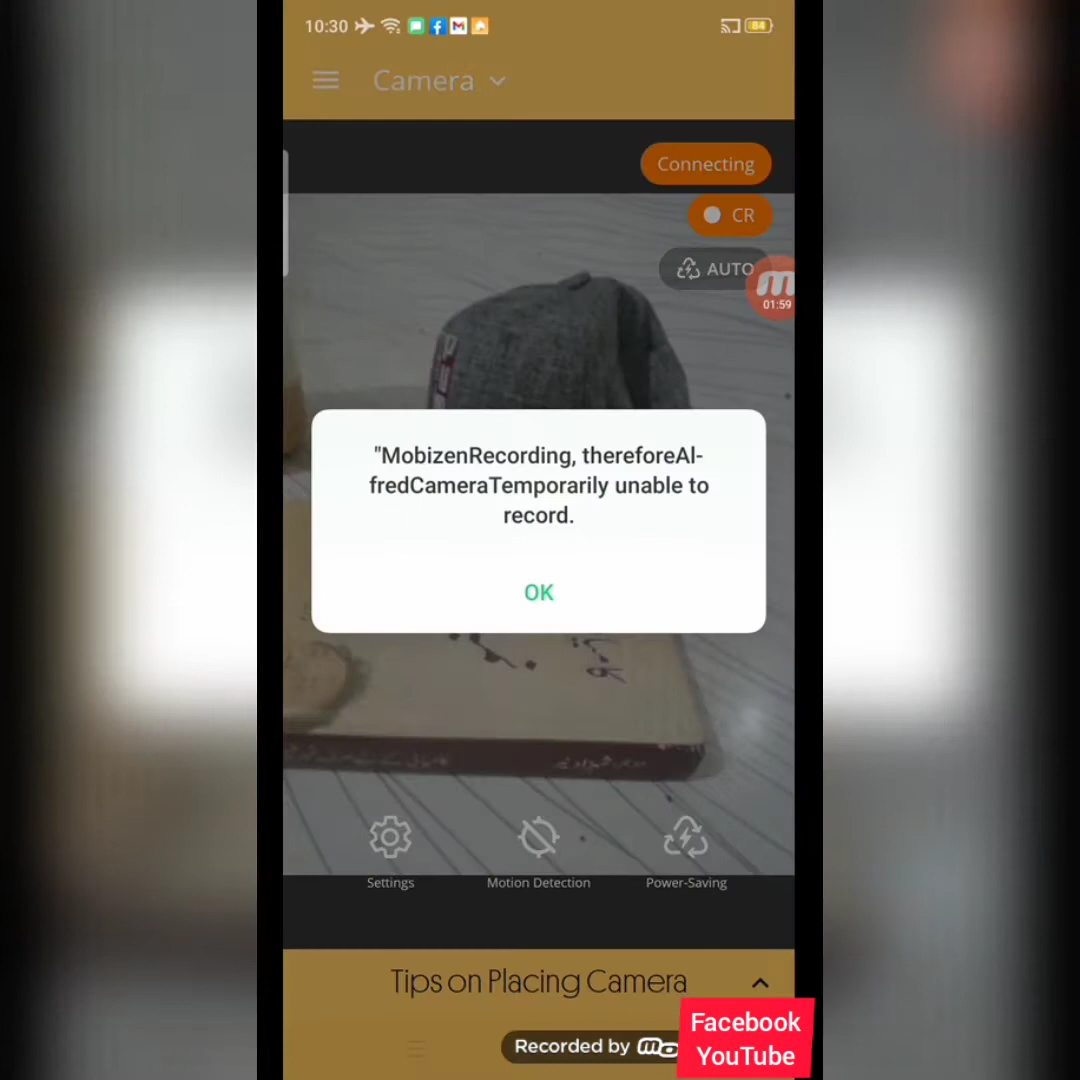 10:30
84
Camera
Connecting
CR
AUTO
01:59
"MobizenRecording, thereforeAl-
fredCameraTemporarily unable to
record.
OK
Settings
Motion Detection
Power-Saving
Tips on Placing Camera
Recorded by
Facebook
YouTube